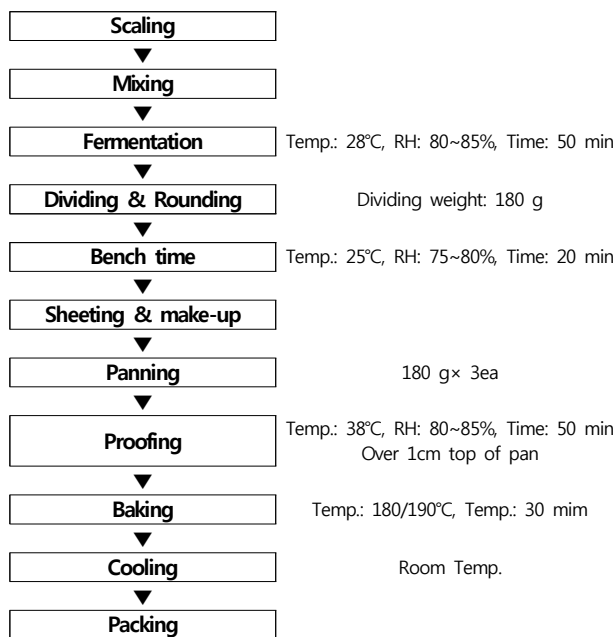 Scaling
▼
Mixing
▼
Fermentation Temp.: 28℃, RH: 80~85%, Time: 50 min
▼
Dividing & Rounding Dividing weight: 180 g
▼
Bench time Temp.: 25℃, RH: 75~80%, Time: 20 min
▼
Sheeting & make-up
▼
Panning 180 g× 3ea
▼
Proofing Temp.: 38℃, RH: 80~85%, Time: 50 min
Over 1cm top of pan
▼
Baking Temp.: 180/190℃, Temp.: 30 mim
▼
Cooling Room Temp.
▼
Packing